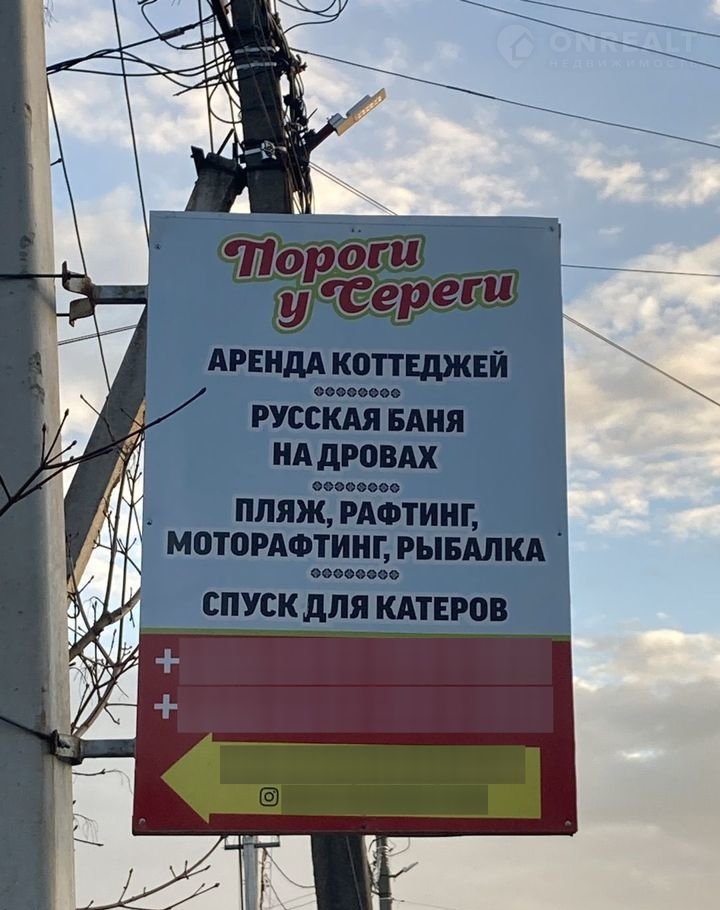 ONREALT
НЕДВИЖИМОСТЬ
Пороги
у Сереги
АРЕНДА КОТТЕДЖЕЙ
РУССКАЯ БАНЯ
НА ДРОВАХ
ПЛЯЖ, РАФТИНГ,
МОТОРАФТИНГ, РЫБАЛКА
СПУСК ДЛЯ КАТЕРОВ
+
+